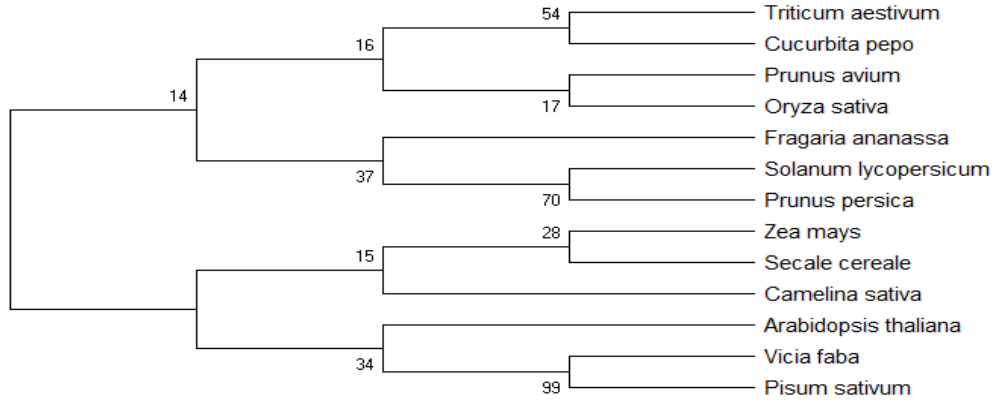 54
Triticum aestivum
16
Cucurbita pepo
Prunus avium
14
17
Oryza sativa
Fragaria ananassa
37
Solanum lycopersicum
70
Prunus persica
28
Zea mays
15
Secale cereale
Camelina sativa
Arabidopsis thaliana
34
Vicia faba
99
Pisum sativum